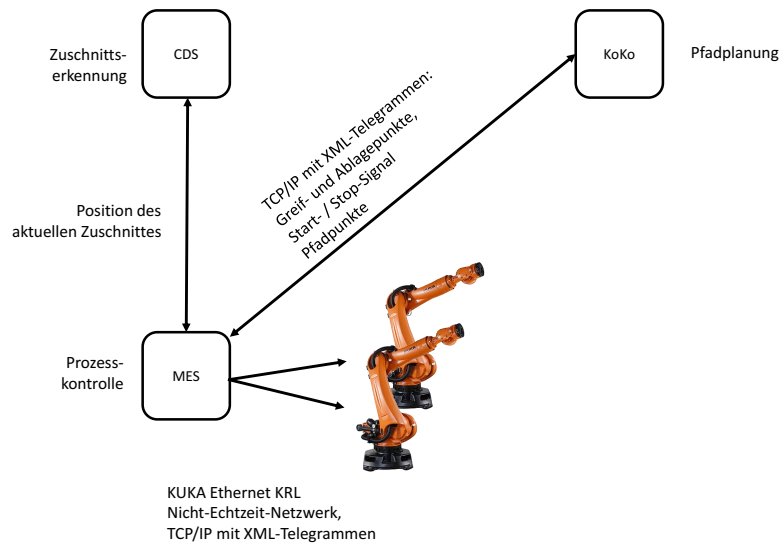 Zuschnitts-
erkennung
CDS
KoKo
Pfadplanung
TCP/IP mit XML-Telegrammen:
Greif- und Ablagepunkte,
Start- / Stop-Signal
Pfadpunkte
Position des
aktuellen Zuschnittes
Prozess-
kontrolle
MES
KUKA Ethernet KRL
Nicht-Echtzeit-Netzwerk,
TCP/IP mit XML-Telegrammen